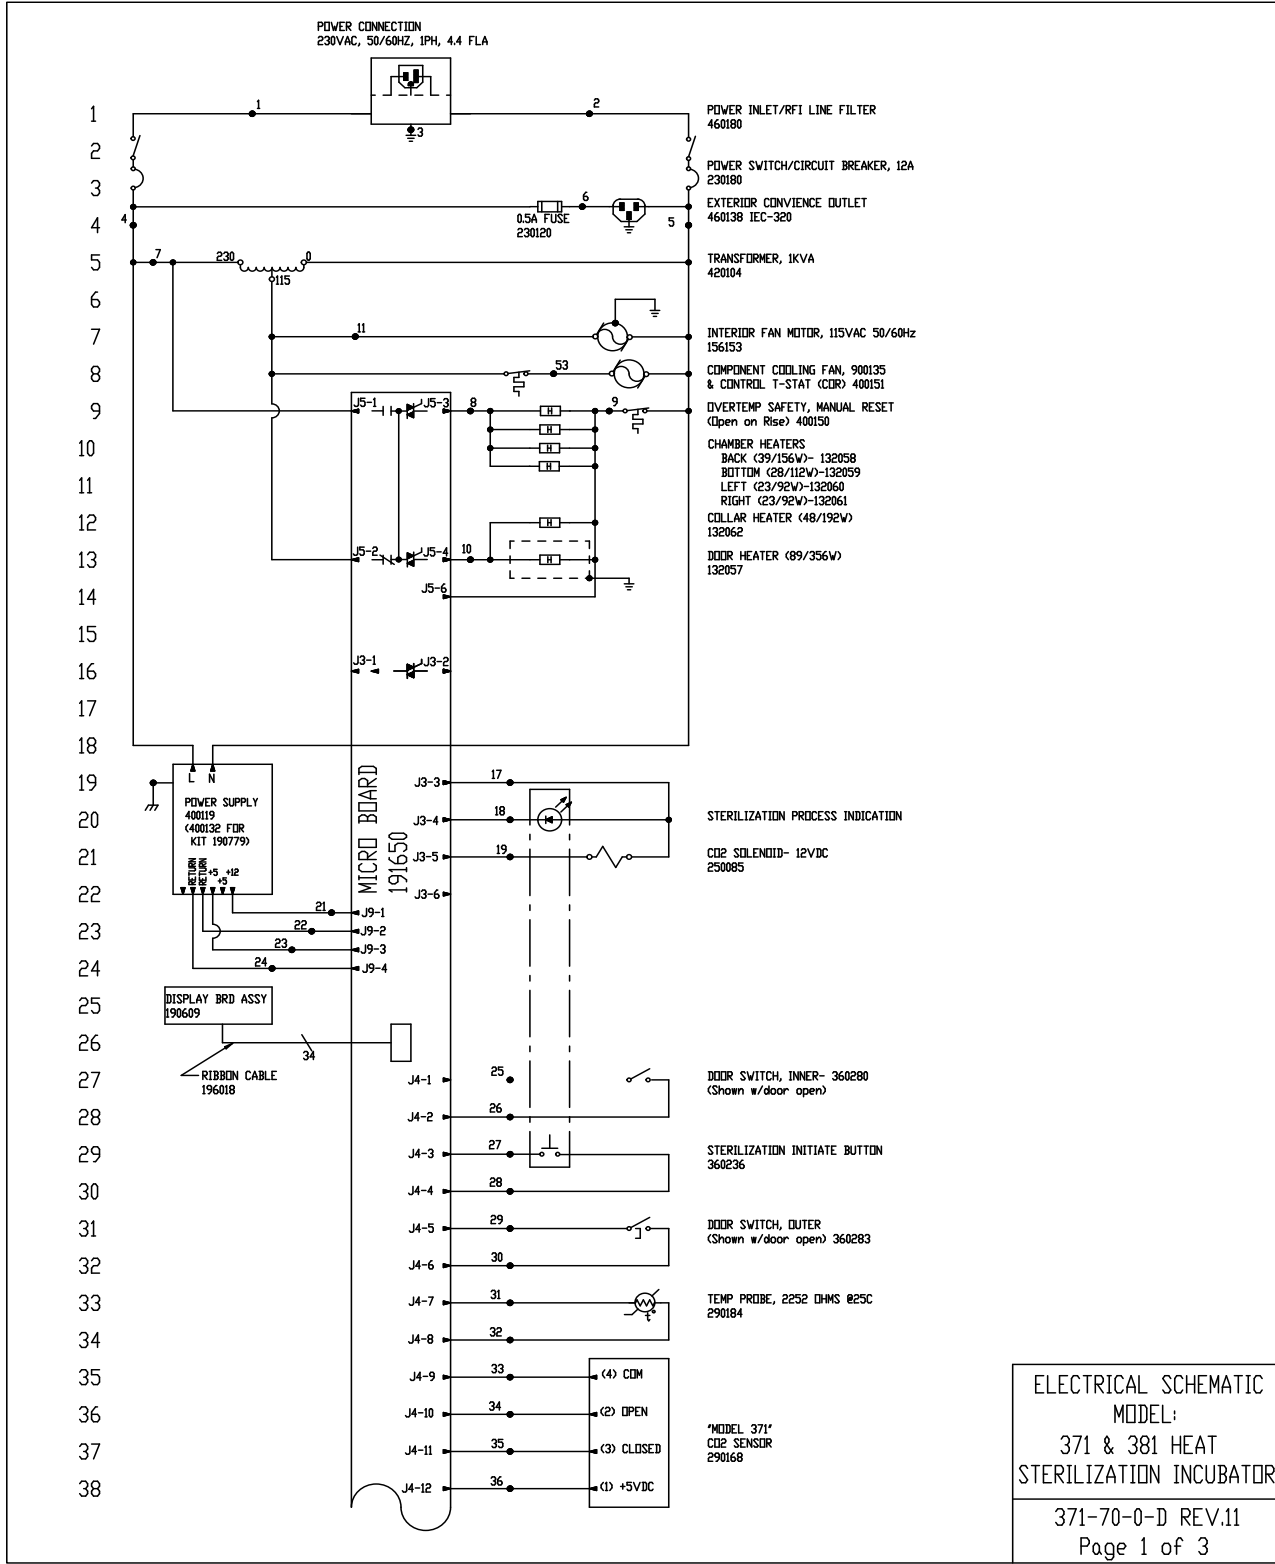 POWER CONNECTION
230VAC, 50/60HZ, 1PH, 4.4 FLA
1
1
2
3
POWER INLET/RFI LINE FILTER
460180
2
POWER SWITCH/CIRCUIT BREAKER, 12A
230180
3
4
4
0.5A FUSE
230120
6
5
EXTERIOR CONVIENCE OUTLET
460138 IEC-320
5
7
230
0
115
TRANSFORMER, 1KVA
420104
6
7
11
INTERIOR FAN MOTOR, 115VAC 50/60Hz
156153
8
53
COMPONENT COOLING FAN, 900135
& CONTROL T-STAT (COR) 400151
9
J5-1
J5-3
8
9
OVERTEMP SAFETY, MANUAL RESET
(Open on Rise) 400150
H
H
H
H
10
CHAMBER HEATERS
BACK (39/156W)- 132058
BOTTOM (28/112W)-132059
11
LEFT (23/92W)-132060
RIGHT (23/92W)-132061
12
H
COLLAR HEATER (48/192W)
132062
13
J5-2
J5-4
10
H
DOOR HEATER (89/356W)
132057
14
J5-6
15
16
J3-1
J3-2
17
18
19
L N
POWER SUPPLY
400119
(400132 FOR
KIT 190779)
RETURN
RETURN
+5
+5
+12
MICRO BOARD
191650
J3-3
17
20
J3-4
18
STERILIZATION PROCESS INDICATION
21
J3-5
19
CO2 SOLENOID- 12VDC
250085
22
J3-6
21
J9-1
23
22
J9-2
23
J9-3
24
24
J9-4
25
DISPLAY BRD ASSY
190609
26
34
27
RIBBON CABLE
196018
J4-1
25
DOOR SWITCH, INNER- 360280
(Shown w/door open)
28
J4-2
26
29
J4-3
27
STERILIZATION INITIATE BUTTON
360236
30
J4-4
28
31
J4-5
29
DOOR SWITCH, OUTER
(Shown w/door open) 360283
32
J4-6
30
33
J4-7
31
t°
TEMP PROBE, 2252 OHMS @25C
290184
34
J4-8
32
35
J4-9
33
(4) COM
36
J4-10
34
(2) OPEN
37
J4-11
35
(3) CLOSED
"MODEL 371"
CO2 SENSOR
290168
38
J4-12
36
(1) +5VDC
ELECTRICAL SCHEMATIC
MODEL:
371 & 381 HEAT
STERILIZATION INCUBATOR
371-70-0-D REV.11
Page 1 of 3